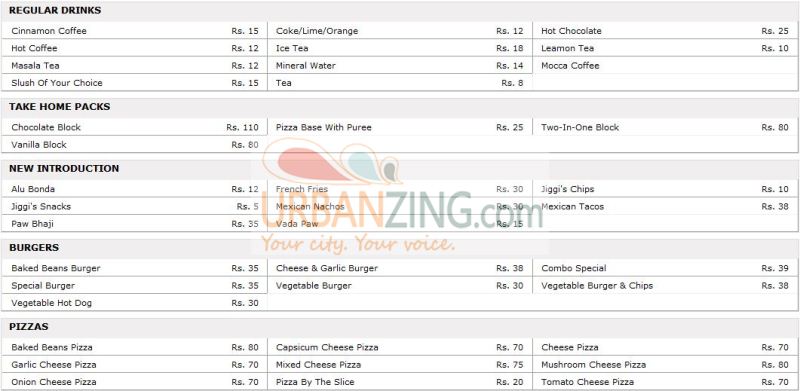 REGULAR DRINKS
Cinnamon Coffee Rs. 15 Coke/Lime/Orange Rs. 12 Hot Chocolate Rs. 25
Hot Coffee Rs. 12 Ice Tea Rs. 18 Leamon Tea Rs. 10
Masala Tea Rs. 12 Mineral Water Rs. 14 Mocca Coffee
Slush Of Your Choice Rs. 15 Tea Rs. 8
TAKE HOME PACKS
Chocolate Block Rs. 110 Pizza Base With Puree Rs. 25 Two-In-One Block Rs. 80
Vanilla Block Rs. 80
NEW INTRODUCTION
Alu Bonda Rs. 12 French Fries Rs. 30 Jiggi's Chips Rs. 10
Jiggi's Snacks Rs. 5 Mexican Nachos Rs. 30 Mexican Tacos Rs. 38
Paw Bhaji Rs. 35 Vada Paw Rs. 15
URBANZING.com
Your city. Your voice.
BURGERS
Baked Beans Burger Rs. 35 Cheese & Garlic Burger Rs. 38 Combo Special Rs. 39
Special Burger Rs. 35 Vegetable Burger Rs. 30 Vegetable Burger & Chips Rs. 38
Vegetable Hot Dog Rs. 30
PIZZAS
Baked Beans Pizza Rs. 80 Capsicum Cheese Pizza Rs. 70 Cheese Pizza Rs. 70
Garlic Cheese Pizza Rs. 70 Mixed Cheese Pizza Rs. 75 Mushroom Cheese Pizza Rs. 80
Onion Cheese Pizza Rs. 70 Pizza By The Slice Rs. 20 Tomato Cheese Pizza Rs. 70